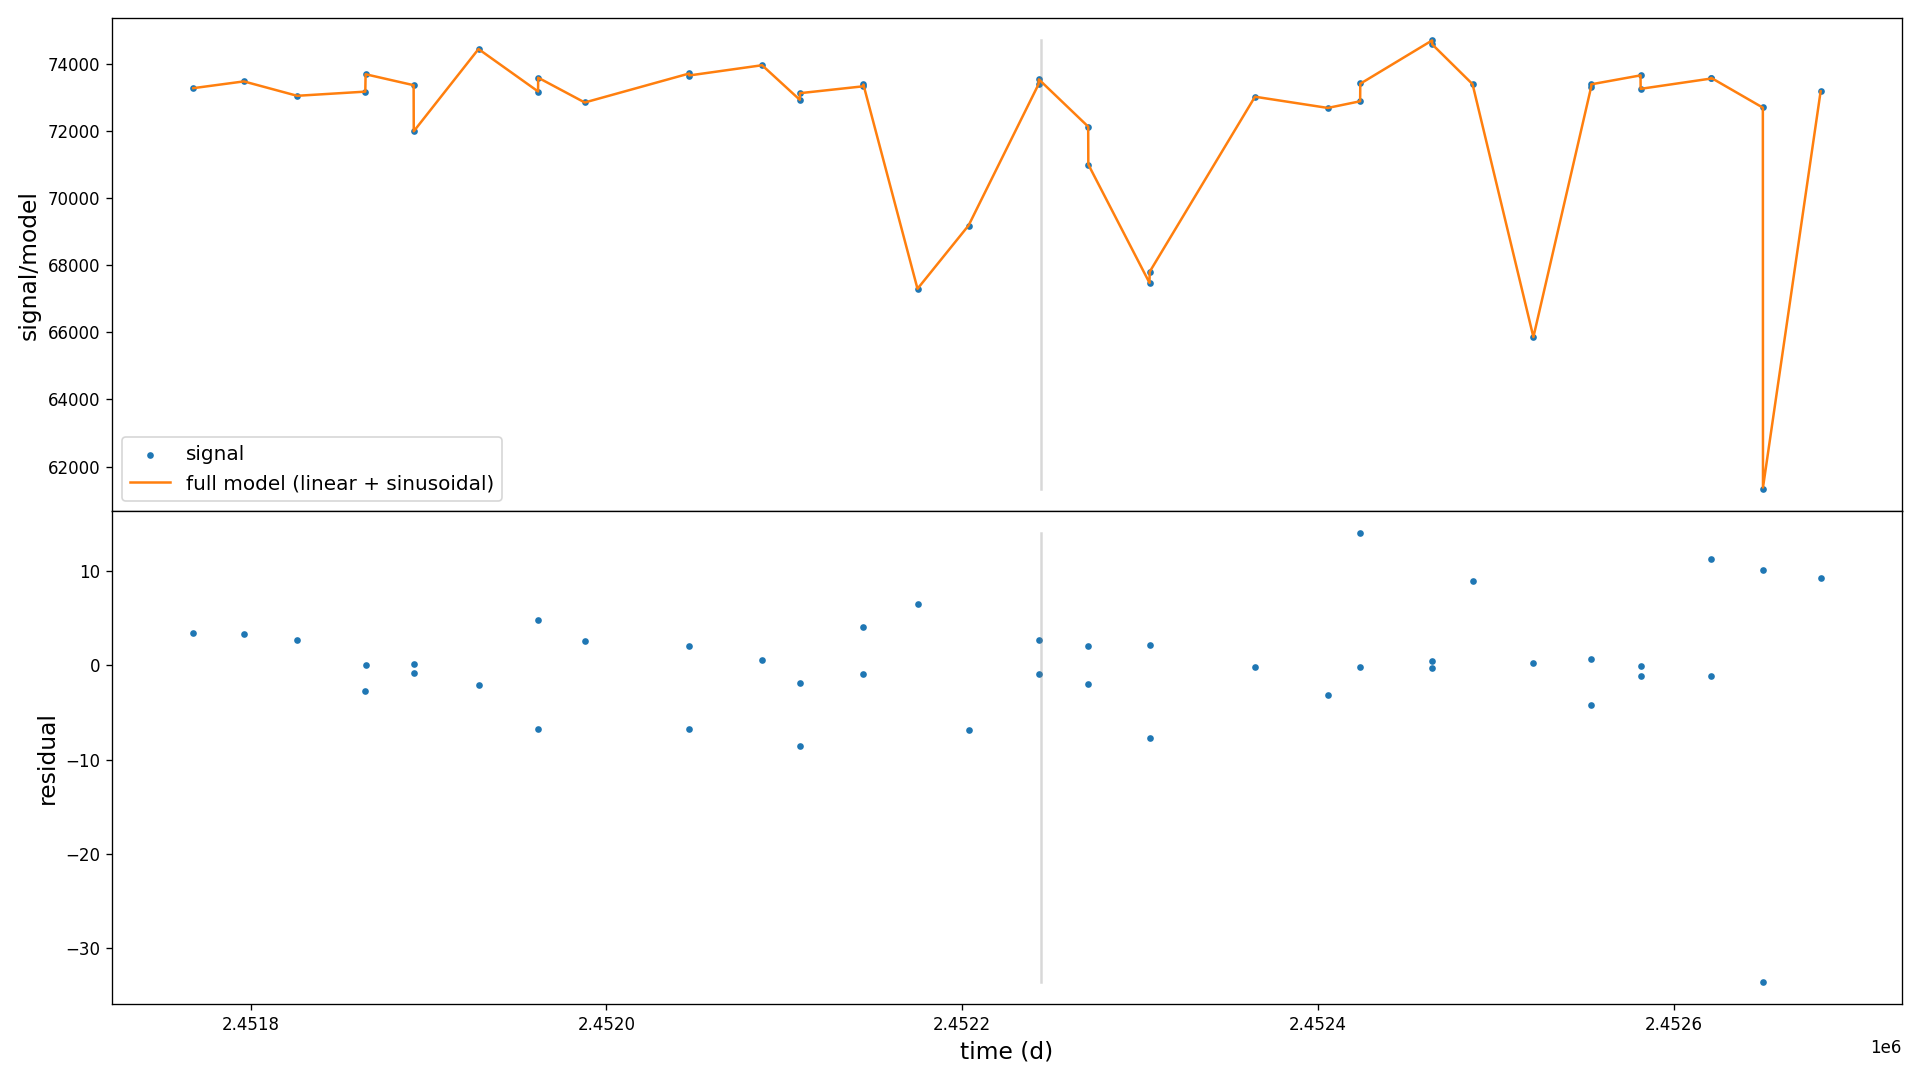 74000
72000
70000
68000
66000
64000
62000
signal/model
signal
full model (linear + sinusoidal)
10
0
−10
−20
−30
residual
2.4518
2.4520
2.4522
2.4524
2.4526
1e6
time (d)